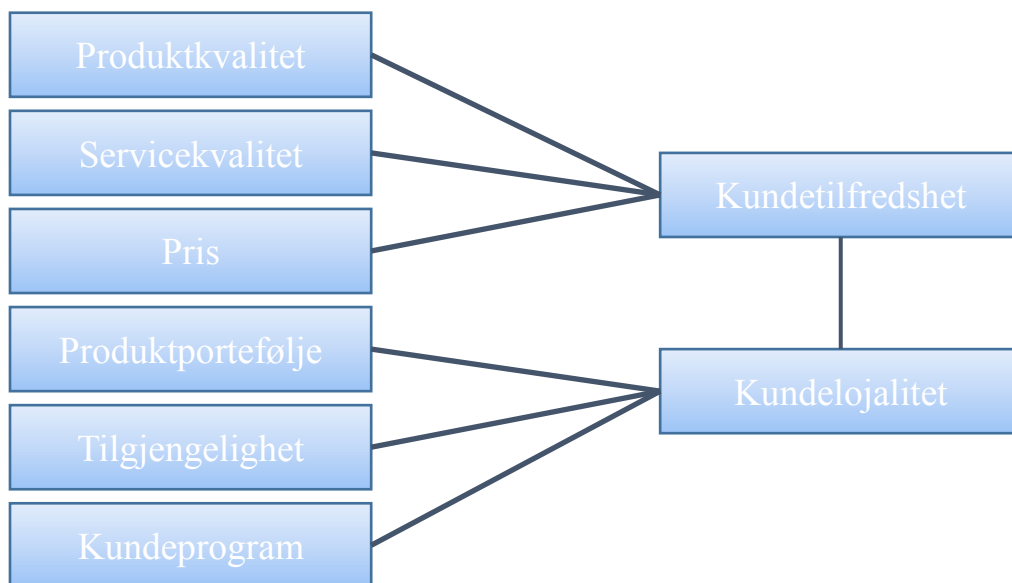 Produktkvalitet
Servicekvalitet
Pris
Produktportefølje
Tilgjengelighet
Kundeprogram
Kundetilfredshet
Kundelojalitet